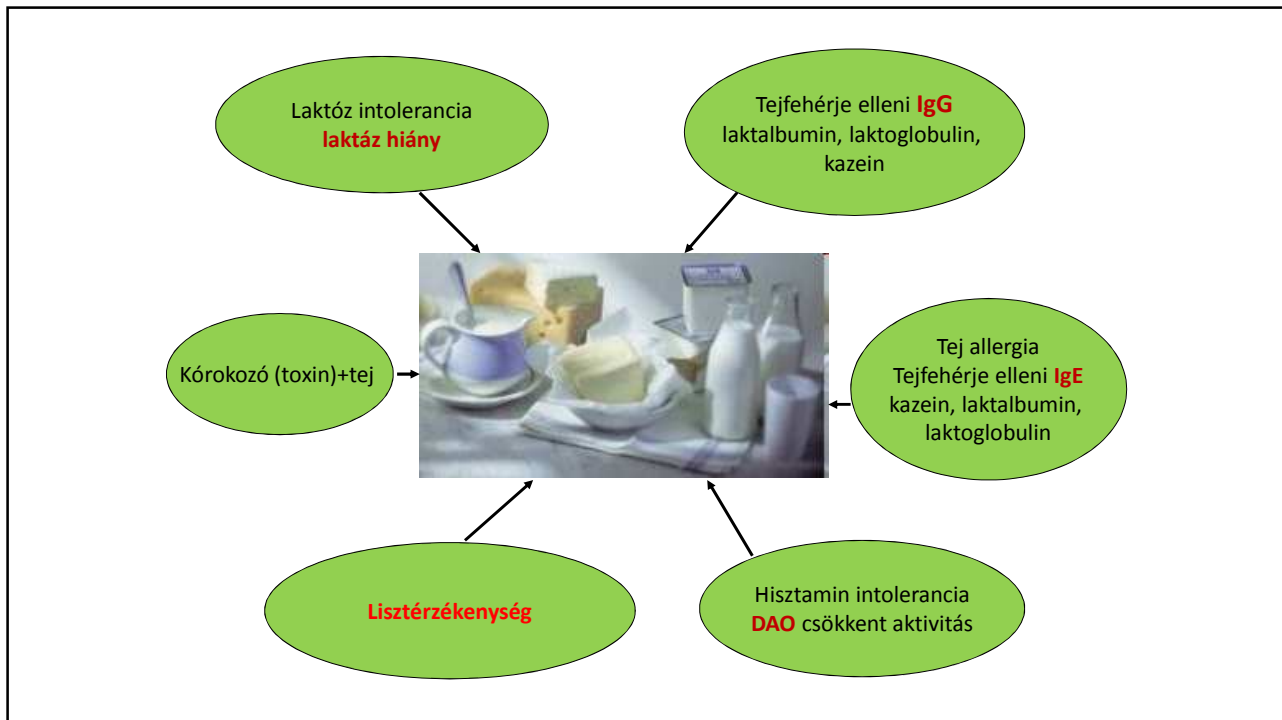 Laktóz intolerancia
laktáz hiány
Tejfehérje elleni IgG
laktalbumin, laktoglobulin,
kazein
Kórokozó (toxin)+tej
Tej allergia
Tejfehérje elleni IgE
kazein, laktalbumin,
laktoglobulin
Lisztérzékenység
Hisztamin intolerancia
DAO csökkent aktivitás